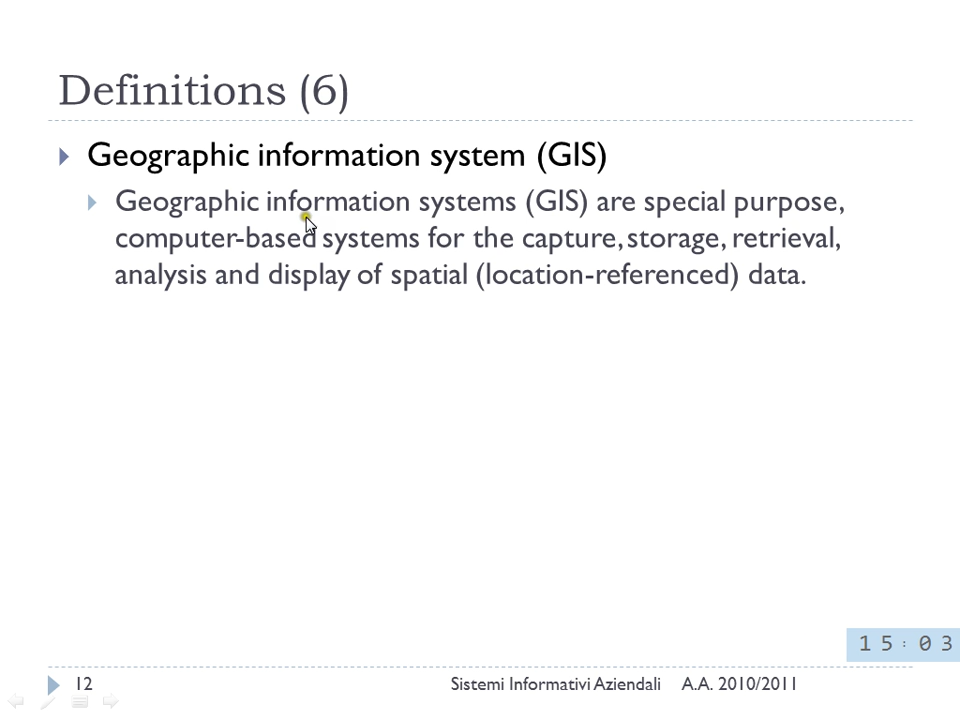 Definitions (6)
Geographic information system (GIS)
Geographic information systems (GIS) are special purpose,
computer-based systems for the capture, storage, retrieval,
analysis and display of spatial (location-referenced) data.
15:03
12
Sistemi Informativi Aziendali A.A. 2010/2011